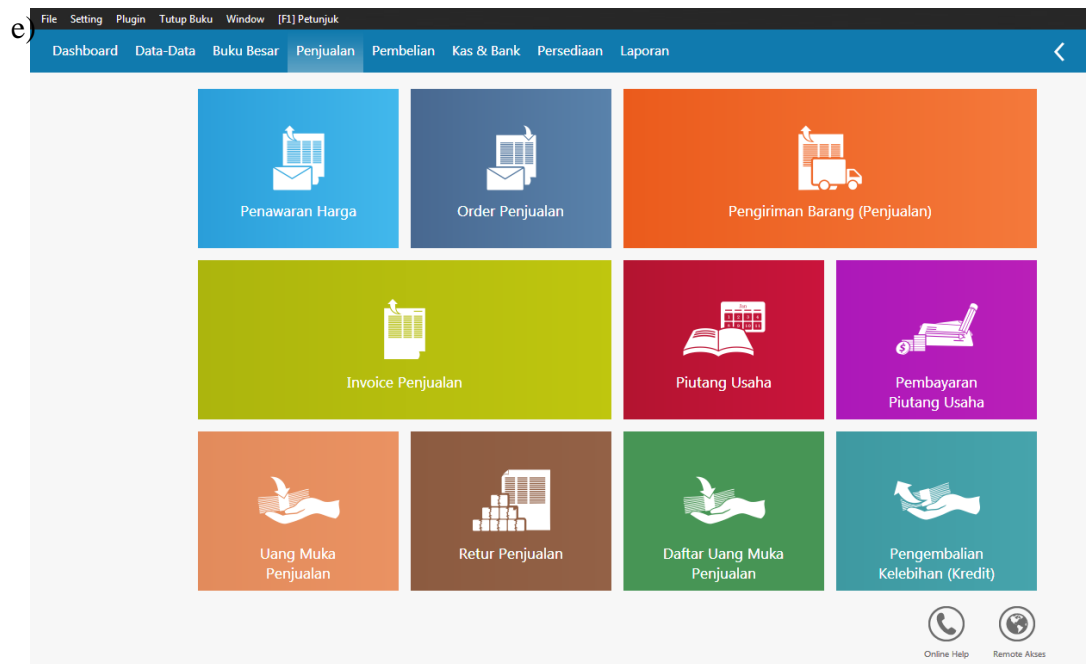 e)
File Setting Plugin Tutup Buku Window [F1] Petunjuk
Dashboard Data-Data Buku Besar Penjualan Pembelian Kas & Bank Persediaan Laporan
Penawaran Harga
Order Penjualan
Pengiriman Barang (Penjualan)
Invoice Penjualan
Piutang Usaha
Pembayaran
Piutang Usaha
Uang Muka
Penjualan
Retur Penjualan
Daftar Uang Muka
Penjualan
Pengembalian
Kelebihan (Kredit)
Online Help
Remote Akses